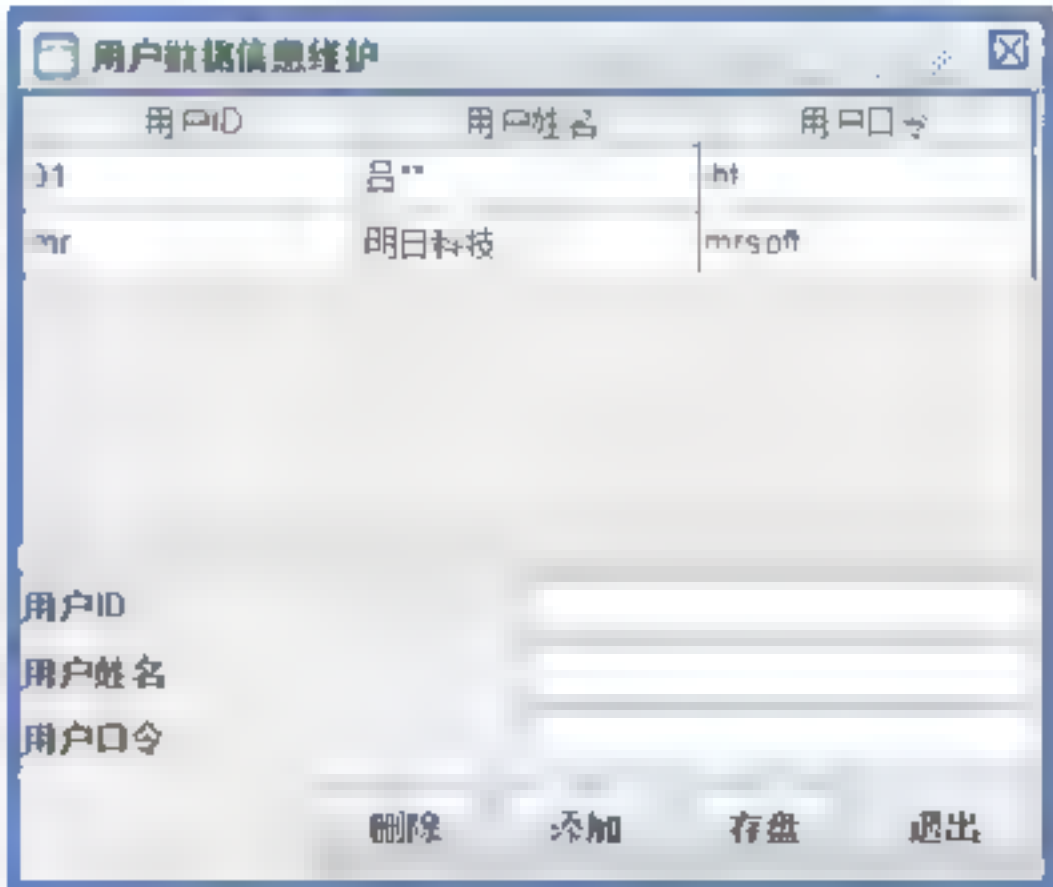 用户数据信息维护
用户ID 用户姓名 用户口令
吕**
mr 明日科技 mrsoft
用户ID
用户姓名
用户口令
删除 添加 存盘 退出